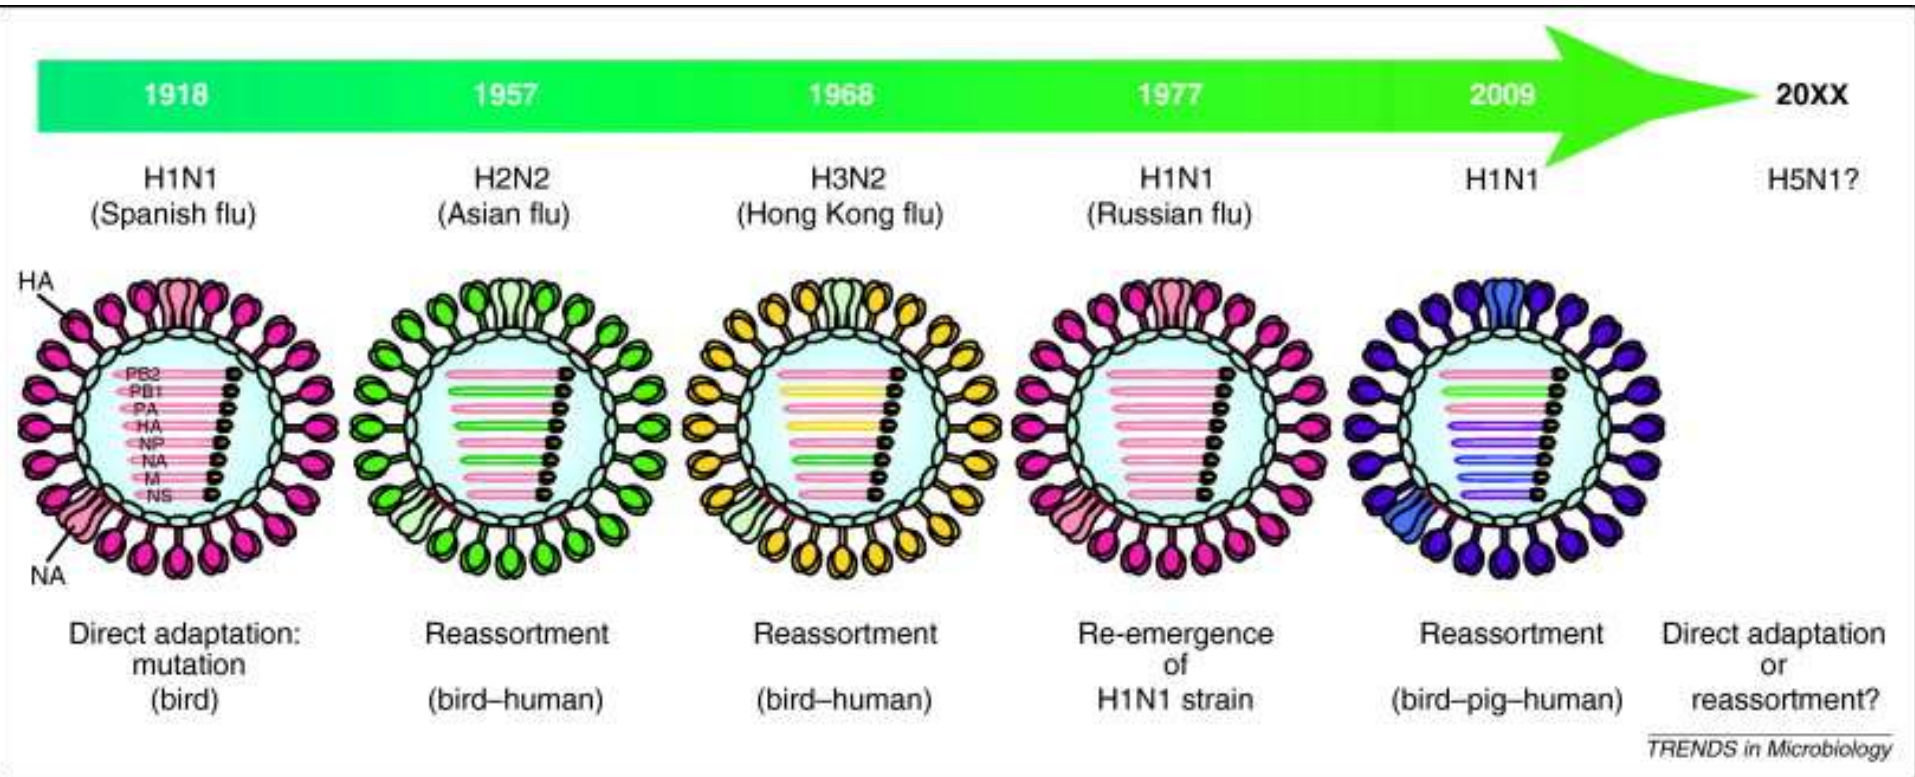 1918 1957 1968 1977 2009 20XX
H1N1 H2N2 H3N2 H1N1 H1N1 H5N1?
(Spanish flu) (Asian flu) (Hong Kong flu) (Russian flu)
HA
PB2
PB1
PA
HA
NP
NA
M
NS
NA
Direct adaptation: Reassortment Reassortment Re-emergence Reassortment Direct adaptation
mutation of or
(bird) (bird–human) (bird–human) H1N1 strain (bird–pig–human) reassortment?
TRENDS in Microbiology